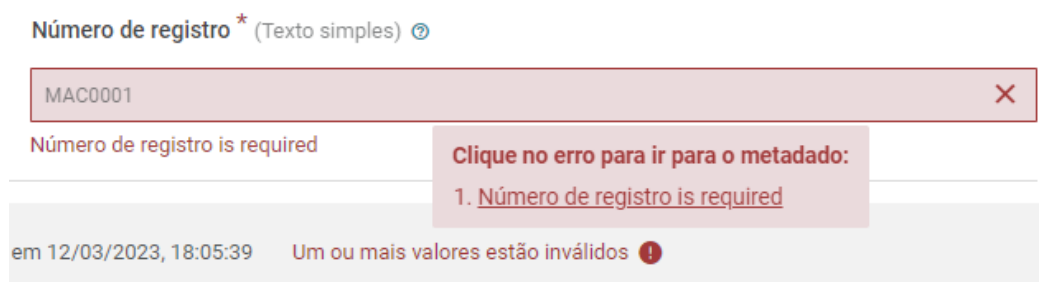 Número de registro * (Texto simples)
MAC0001
Número de registro is required
Clique no erro para ir para o metadado:
1. Número de registro is required
em 12/03/2023, 18:05:39 Um ou mais valores estão inválidos